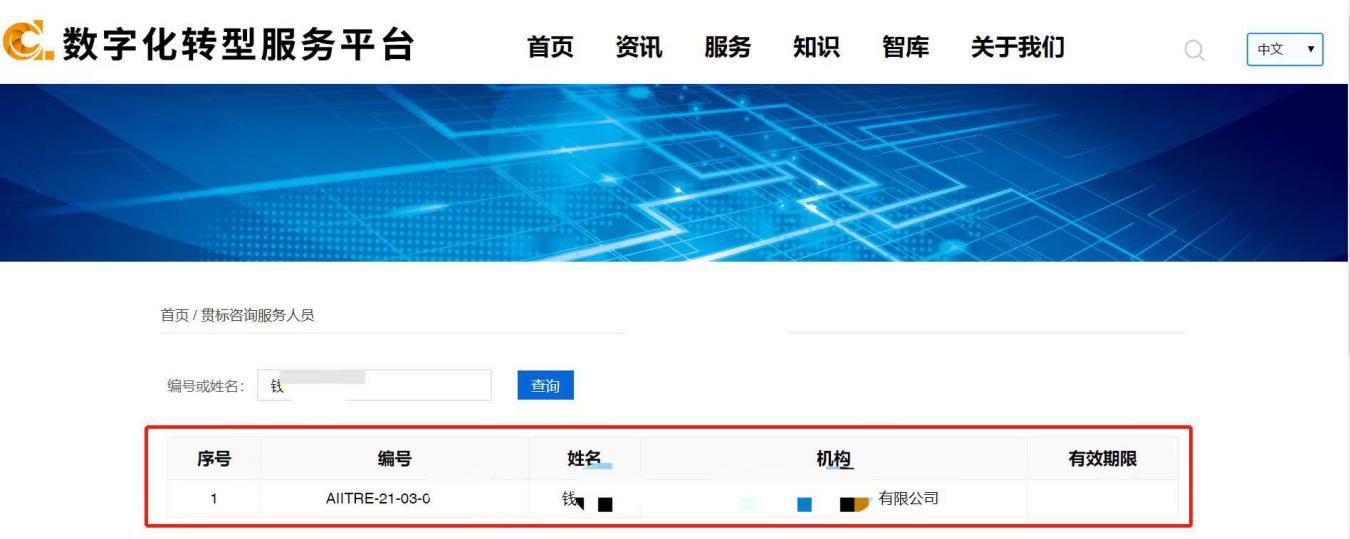 数字化转型服务平台 首页 资讯 服务 知识 智库 关于我们 中文
首页 / 贯标咨询服务人员
编号或姓名： 钱 查询
序号 编号 姓名 机构 有效期限
1 AIITRE-21-03-0 钱 有限公司